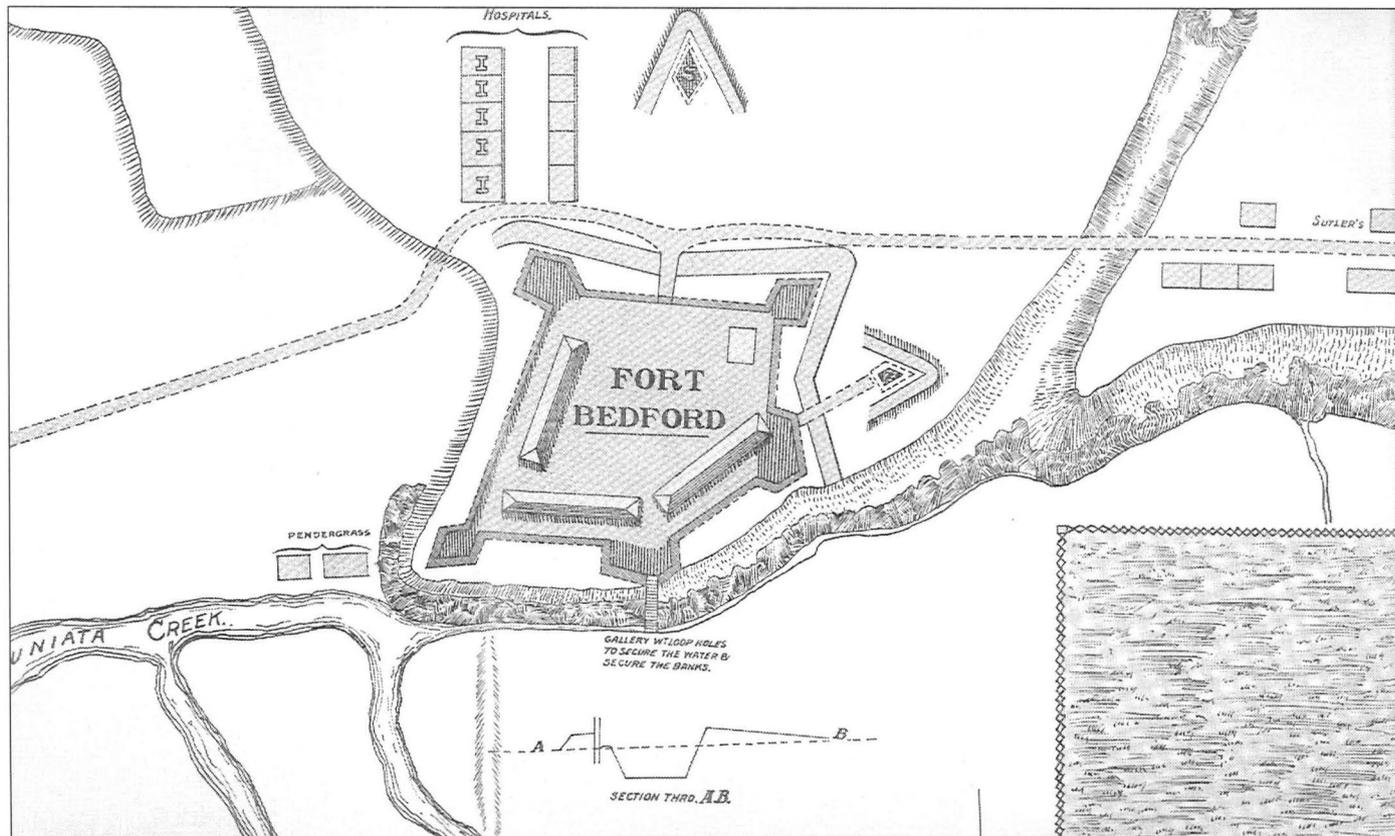 HOSPITALS.
I
I
I
I
I
S
SUTLER'S
FORT
BEDFORD
PENDERGRASS
UNIATA CREEK..
GALLERY WT. LOOP HOLES
TO SECURE THE WATER &
SECURE THE BANKS.
A
B
SECTION THRO. AB.